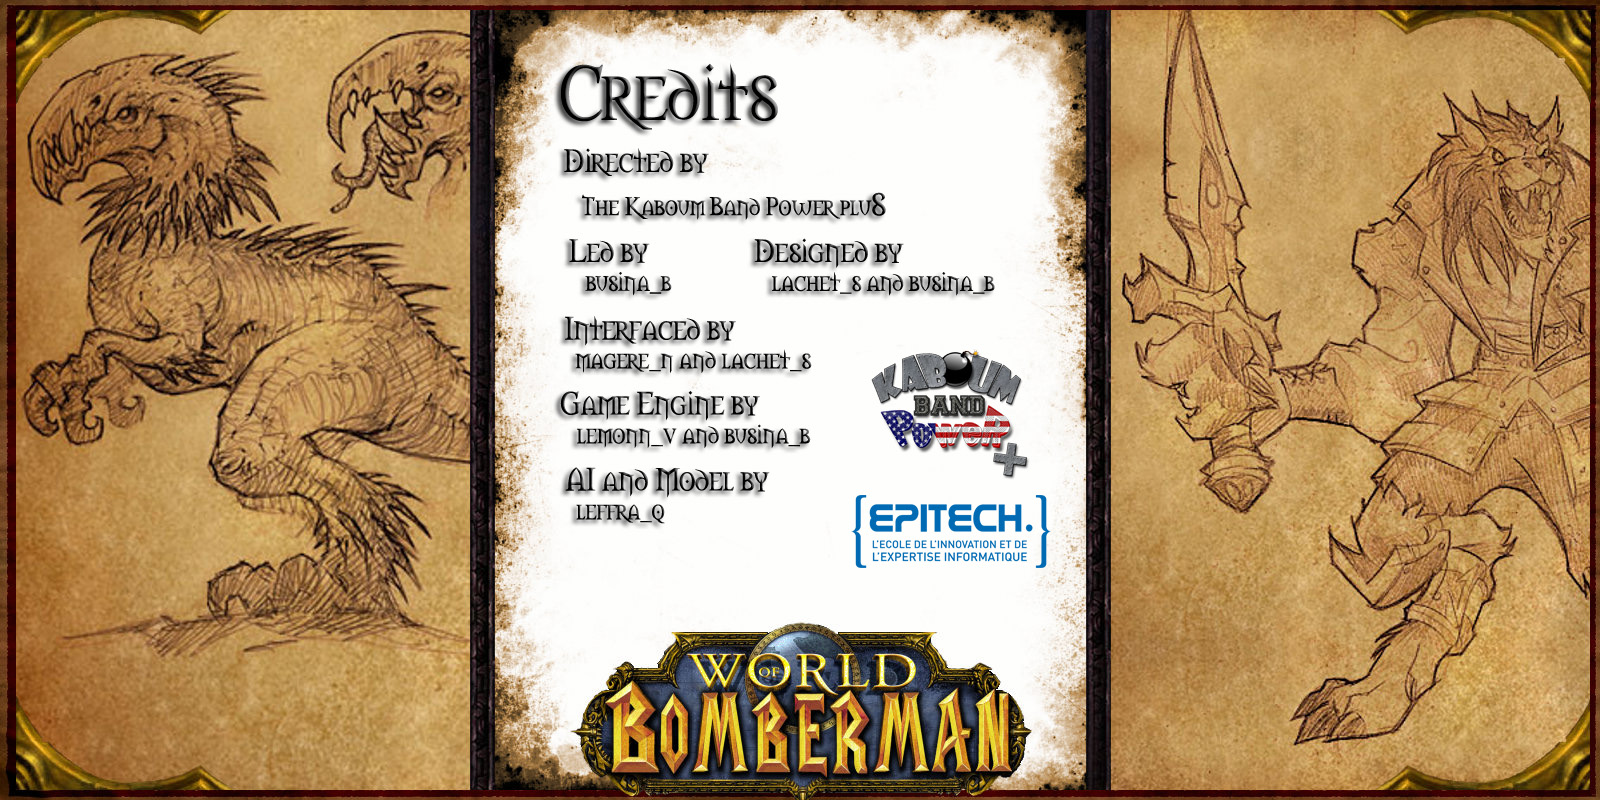 Credits
Directed by
The Kaboum Band Power pluS
Led by
busina_b
Designed by
lachet_s and busina_b
Interfaced by
magere_n and lachet_s
Game Engine by
lemonn_v and busina_b
AI and Model by
leffra_q
KABOUM
BAND
PoweR
+
{EPITECH.}
L'ECOLE DE L'INNOVATION ET DE
L'EXPERTISE INFORMATIQUE
WORLD
OF
BOMBERMAN